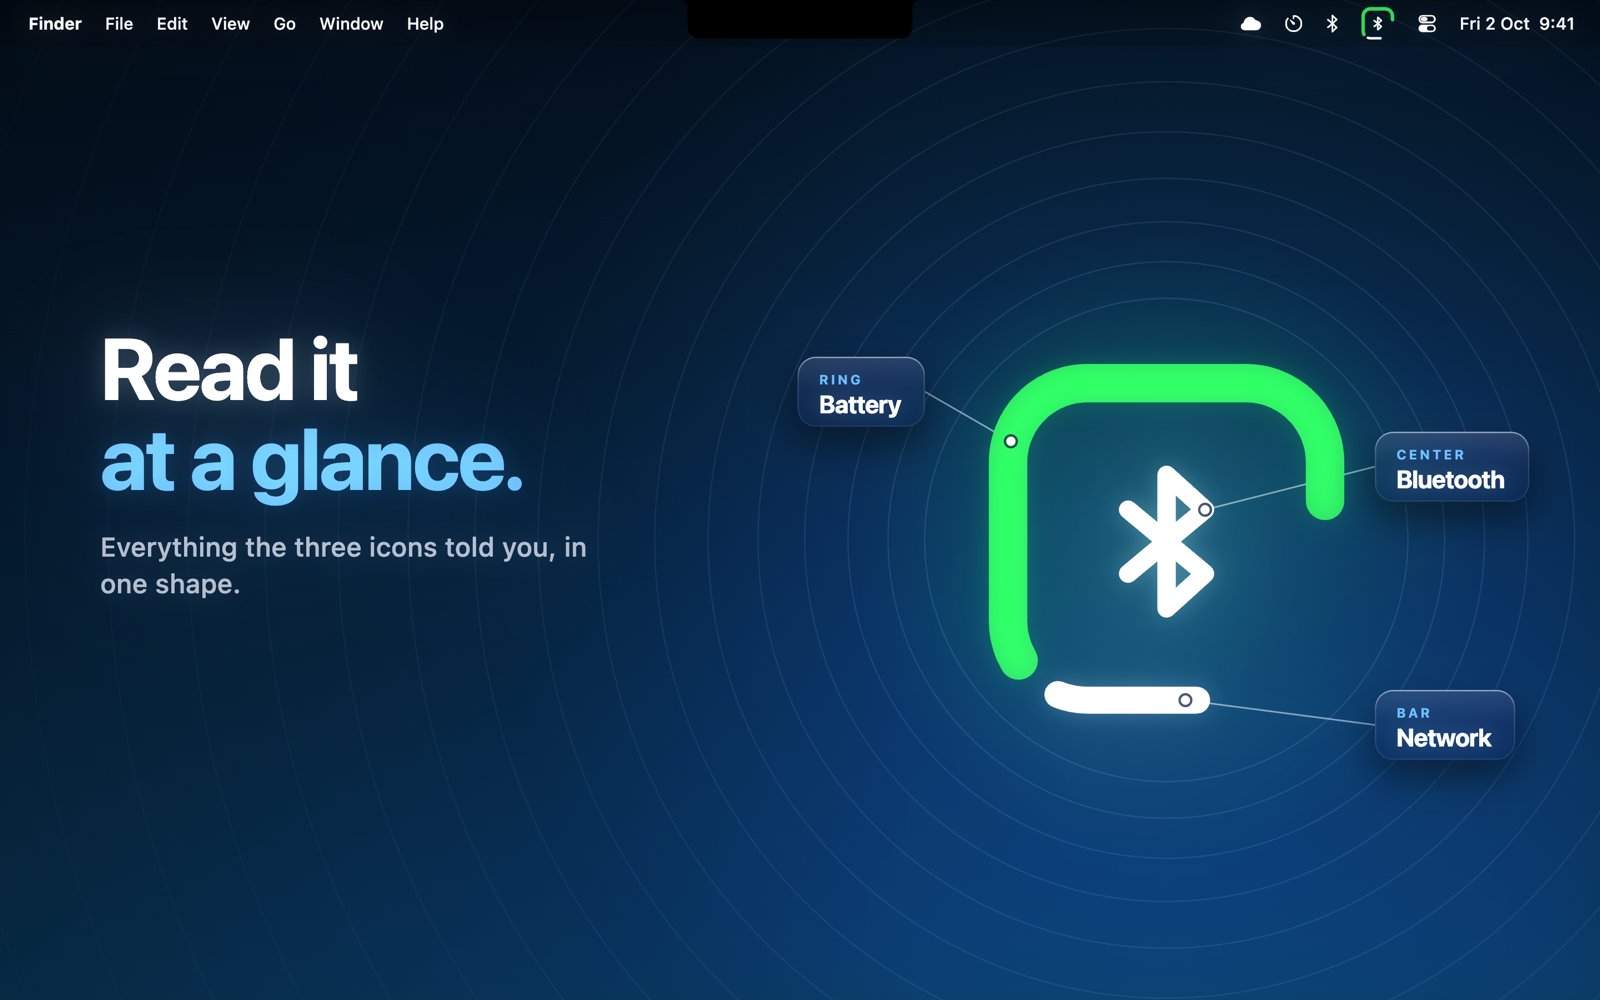 Finder File Edit View Go Window Help Fri 2 Oct 9:41
Read it
at a glance.
Everything the three icons told you, in
one shape.
RING
Battery
CENTER
Bluetooth
BAR
Network